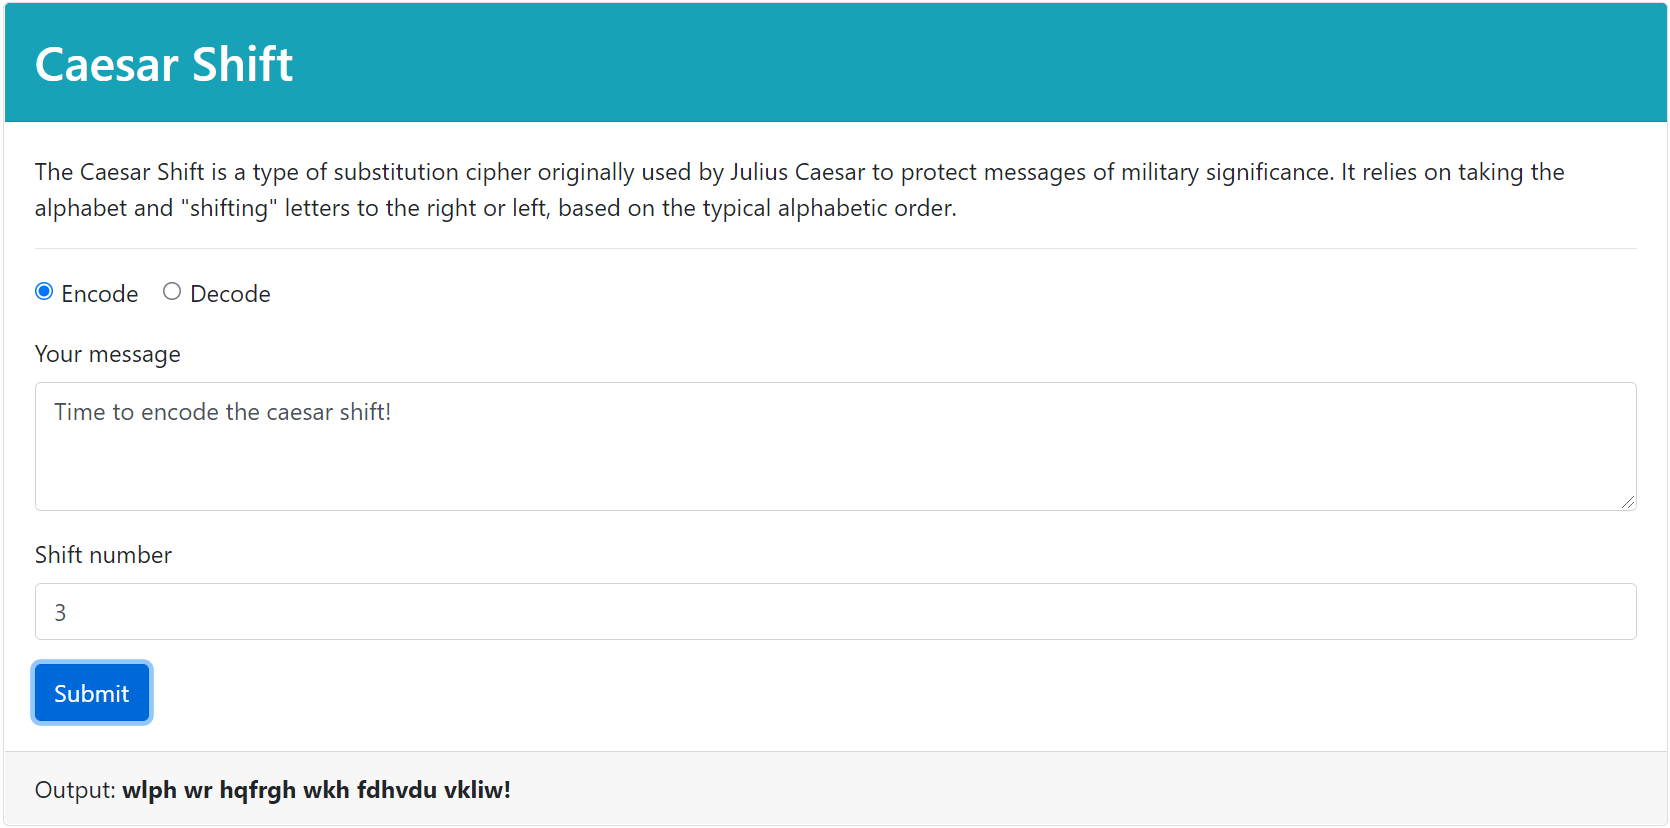 Caesar Shift
The Caesar Shift is a type of substitution cipher originally used by Julius Caesar to protect messages of military significance. It relies on taking the
alphabet and "shifting" letters to the right or left, based on the typical alphabetic order.
Encode Decode
Your message
Time to encode the caesar shift!
Shift number
3
Submit
Output: wlph wr hqfrgh wkh fdhvdu vkliw!